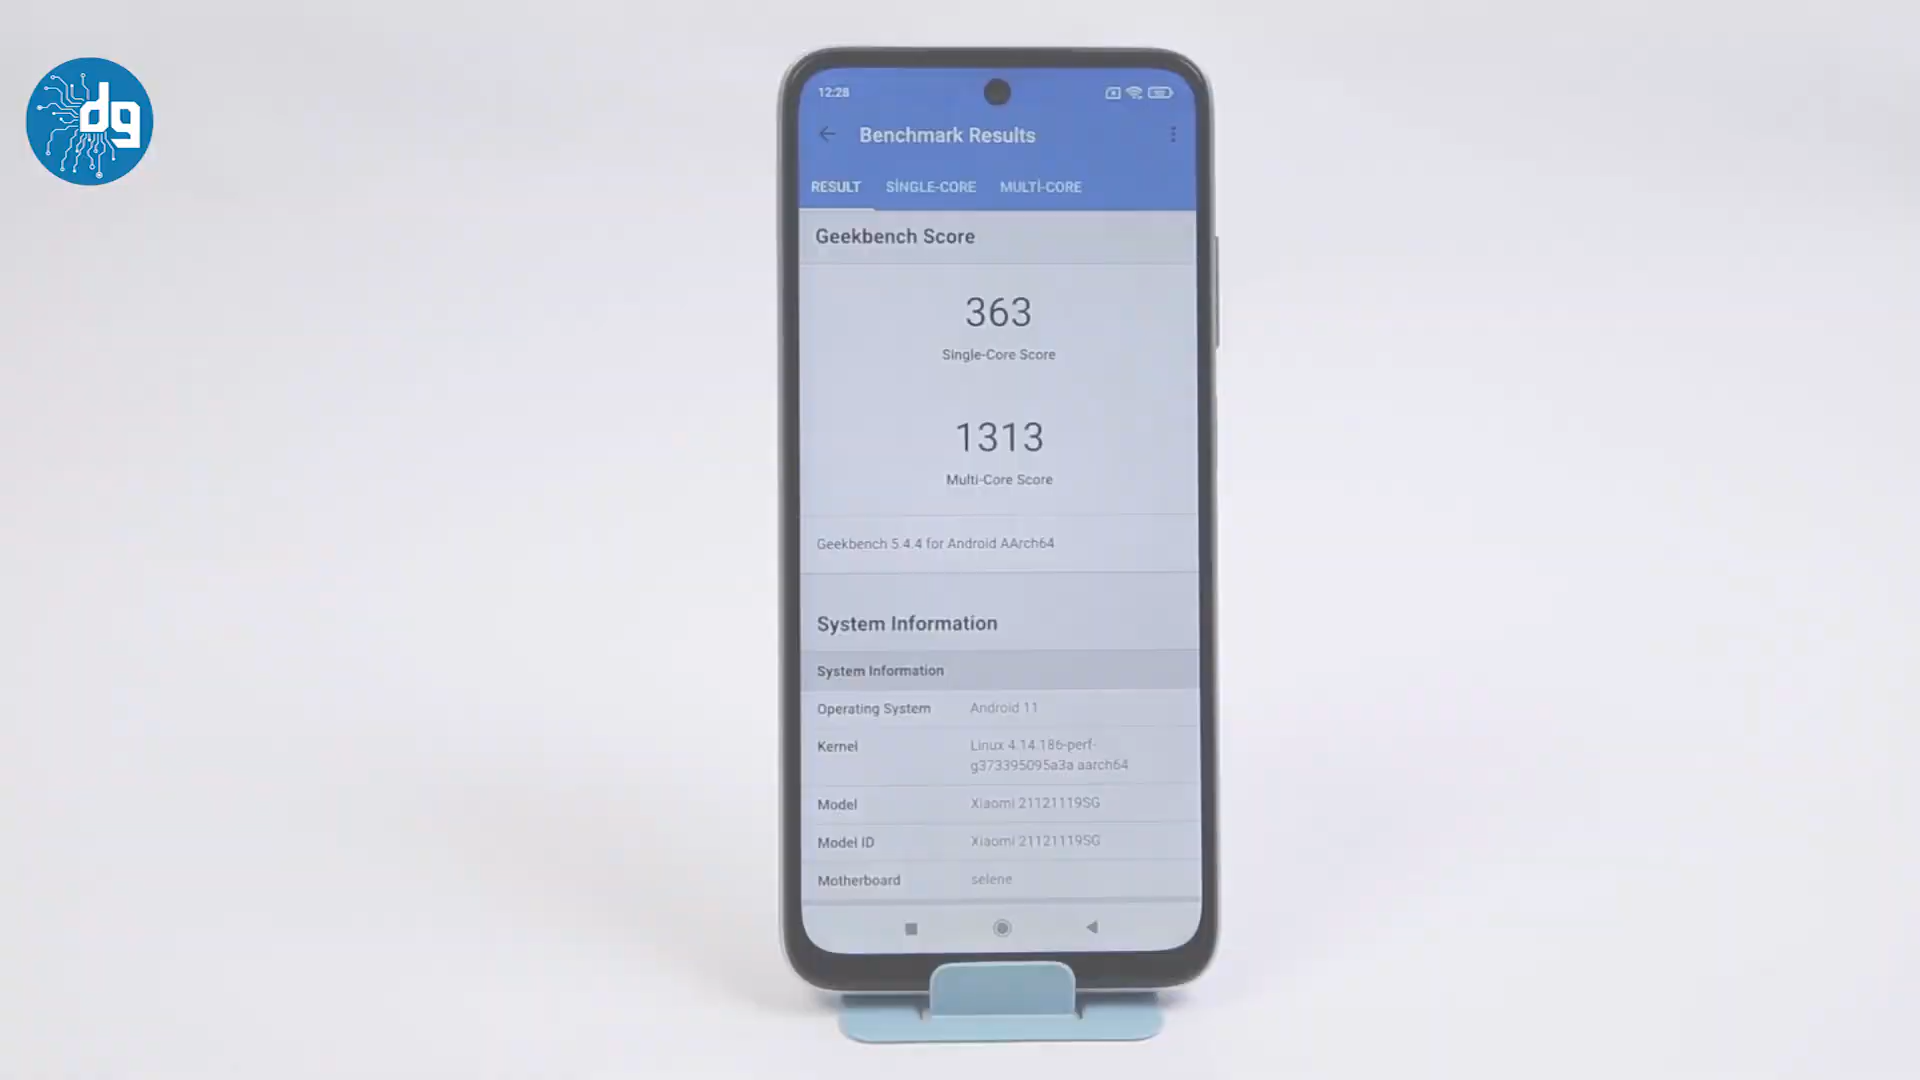 dg
12:28
Benchmark Results
RESULT SİNGLE-CORE MULTİ-CORE
Geekbench Score
363
Single-Core Score
1313
Multi-Core Score
Geekbench 5.4.4 for Android AArch64
System Information
System Information
Operating System Android 11
Kernel Linux 4.14.186-perf-
g373395095a3a aarch64
Model Xiaomi 21121119SG
Model ID Xiaomi 21121119SG
Motherboard selene